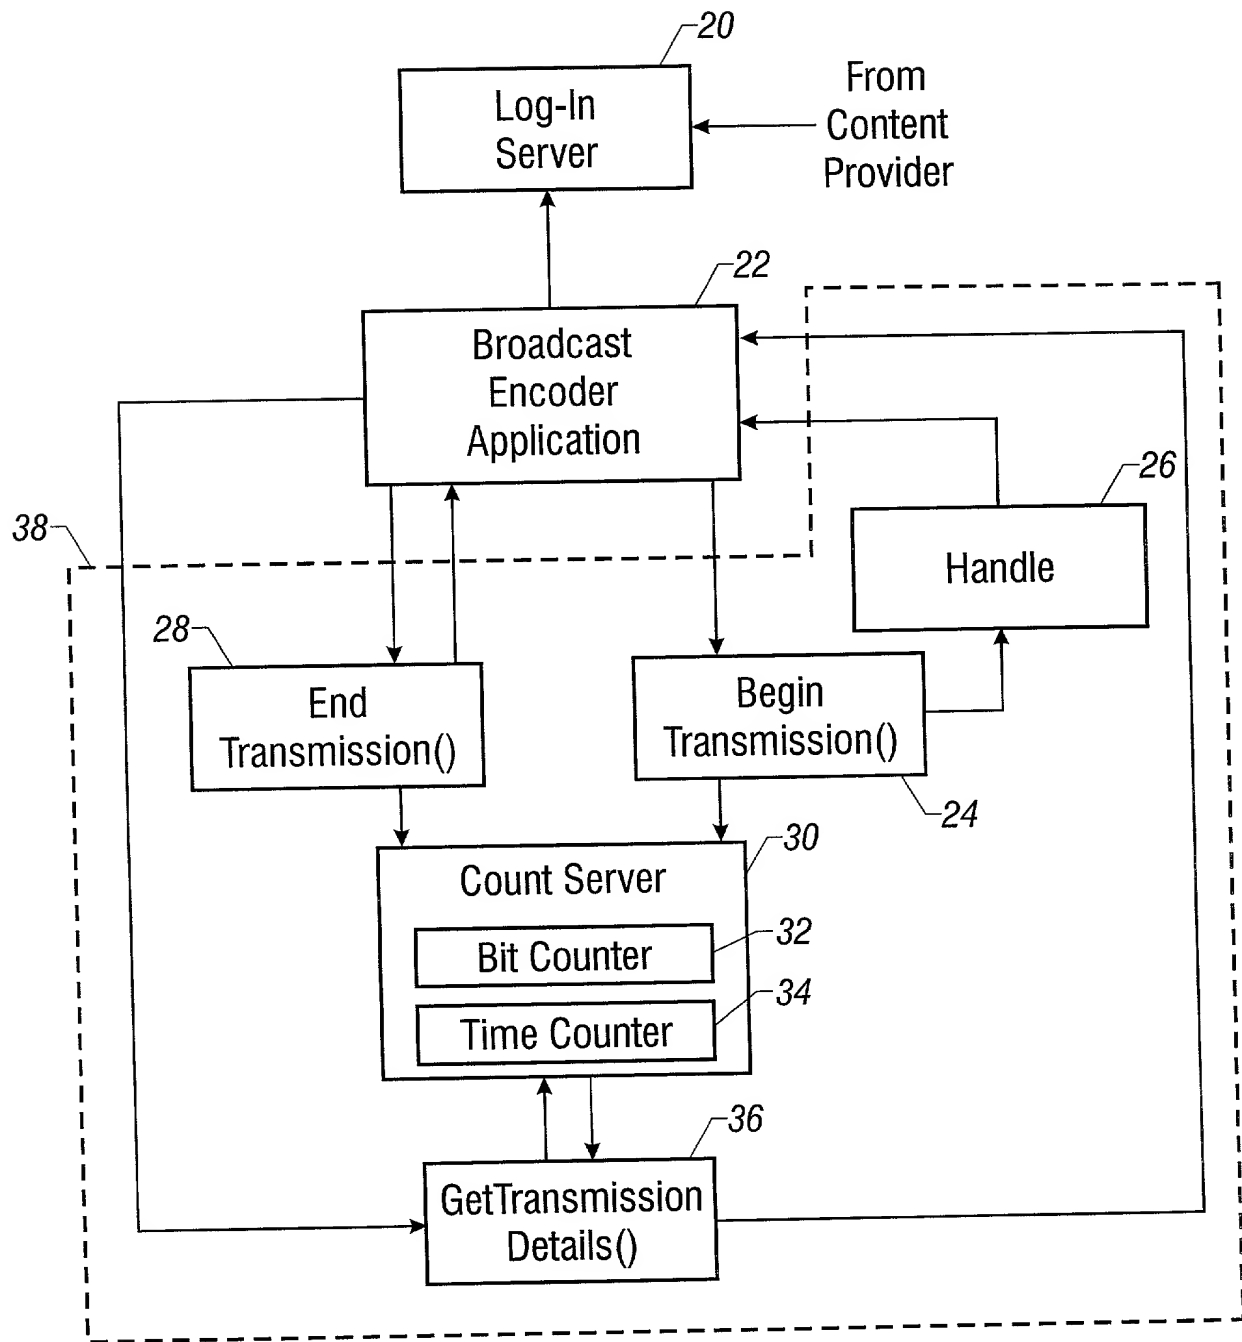 20
Log-In
Server
From
Content
Provider
22
Broadcast
Encoder
Application
26
Handle
38
28
End
Transmission()
Begin
Transmission()
24
30
Count Server
32
Bit Counter
34
Time Counter
36
GetTransmission
Details()